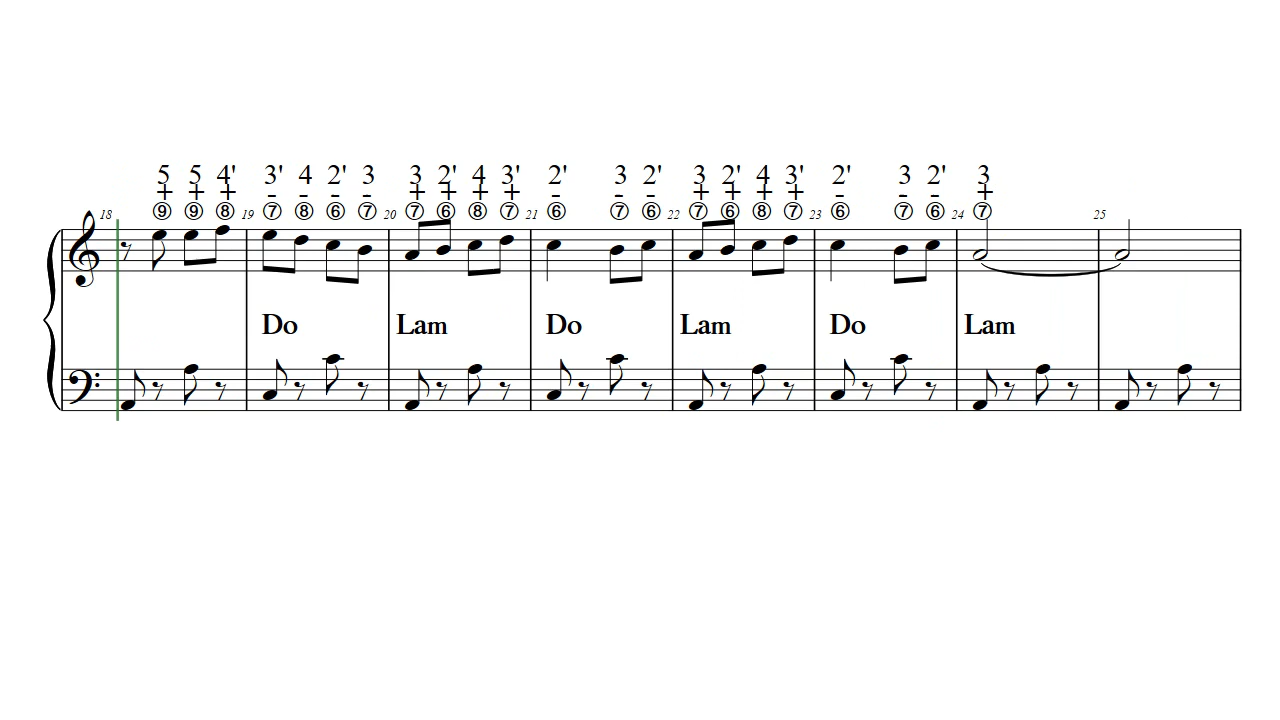 5 5 4' 3' 4 2' 3 3 2' 4 3' 2' 3 2' 3 2' 4 3' 2' 3 2' 3
+ + + - - - - + + + + - - - + + + + - - - +
⑨ ⑨ ⑧ ⑦ ⑧ ⑥ ⑦ ⑦ ⑥ ⑧ ⑦ ⑥ ⑦ ⑥ ⑦ ⑥ ⑧ ⑦ ⑥ ⑦ ⑥ ⑦
18 19 20 21 22 23 24 25
Do Lam Do Lam Do Lam